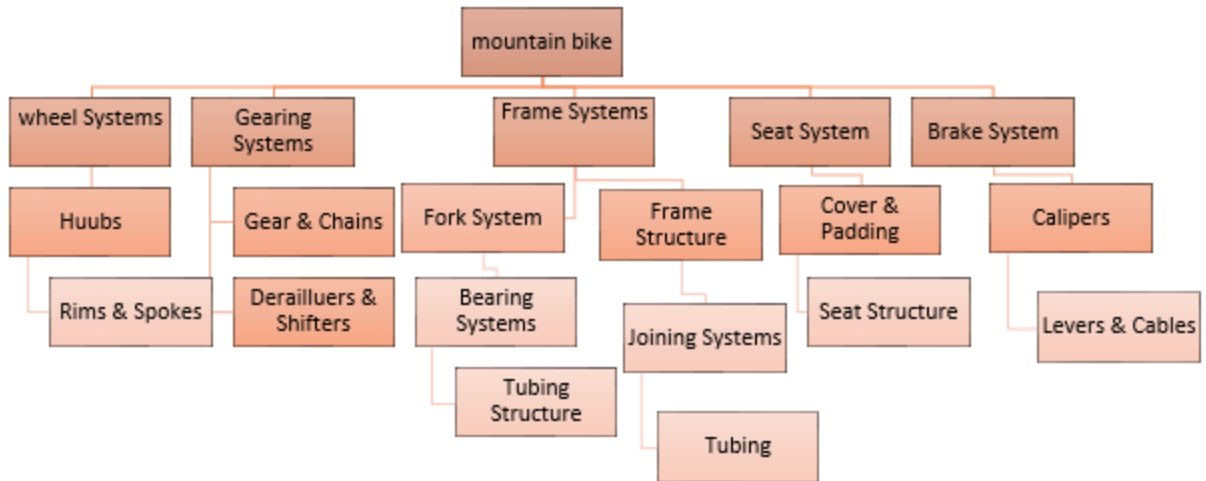 mountain bike
wheel Systems
Gearing
Systems
Frame Systems
Seat System
Brake System
Huubs
Gear & Chains
Fork System
Frame
Structure
Cover &
Padding
Calipers
Rims & Spokes
Derailluers &
Shifters
Bearing
Systems
Joining Systems
Seat Structure
Levers & Cables
Tubing
Structure
Tubing